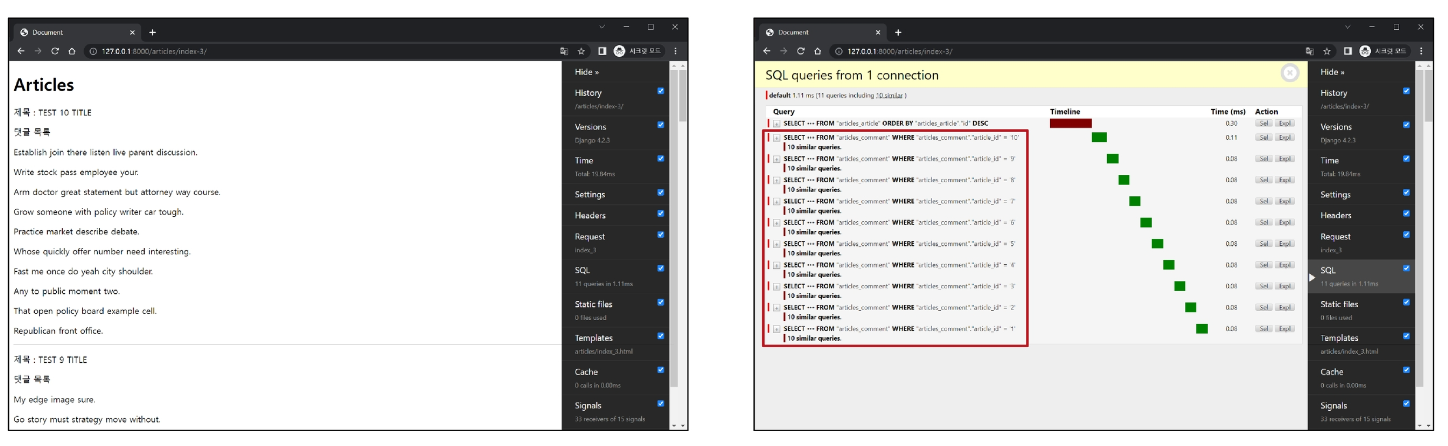 Document
127.0.0.1:8000/articles/index-3/
시크릿 모드
Articles
제목 : TEST 10 TITLE
댓글 목록
Establish join there listen live parent discussion.
Write stock pass employee your.
Arm doctor great statement but attorney way course.
Grow someone with policy writer car tough.
Practice market describe debate.
Whose quickly offer number need interesting.
Fast me once do yeah city shoulder.
Any to public moment two.
That open policy board example cell.
Republican front office.
제목 : TEST 9 TITLE
댓글 목록
My edge image sure.
Go story must strategy move without.
Hide »
History
/articles/index-3/
Versions
Django 4.2.3
Time
Total: 19.84ms
Settings
Headers
Request
index_3
SQL
11 queries in 1.11ms
Static files
0 files used
Templates
articles/index_3.html
Cache
0 calls in 0.00ms
Signals
33 receivers of 15 signals
Document
127.0.0.1:8000/articles/index-3/
시크릿 모드
SQL queries from 1 connection
default 1.11 ms (11 queries including 10 similar )
Query Timeline Time (ms) Action
+ SELECT ••• FROM "articles_article" ORDER BY "articles_article"."id" DESC 0.30 Sel Expl
+ SELECT ••• FROM "articles_comment" WHERE "articles_comment"."article_id" = '10' 0.11 Sel Expl
10 similar queries.
+ SELECT ••• FROM "articles_comment" WHERE "articles_comment"."article_id" = '9' 0.08 Sel Expl
10 similar queries.
+ SELECT ••• FROM "articles_comment" WHERE "articles_comment"."article_id" = '8' 0.08 Sel Expl
10 similar queries.
+ SELECT ••• FROM "articles_comment" WHERE "articles_comment"."article_id" = '7' 0.08 Sel Expl
10 similar queries.
+ SELECT ••• FROM "articles_comment" WHERE "articles_comment"."article_id" = '6' 0.08 Sel Expl
10 similar queries.
+ SELECT ••• FROM "articles_comment" WHERE "articles_comment"."article_id" = '5' 0.08 Sel Expl
10 similar queries.
+ SELECT ••• FROM "articles_comment" WHERE "articles_comment"."article_id" = '4' 0.08 Sel Expl
10 similar queries.
+ SELECT ••• FROM "articles_comment" WHERE "articles_comment"."article_id" = '3' 0.08 Sel Expl
10 similar queries.
+ SELECT ••• FROM "articles_comment" WHERE "articles_comment"."article_id" = '2' 0.08 Sel Expl
10 similar queries.
+ SELECT ••• FROM "articles_comment" WHERE "articles_comment"."article_id" = '1' 0.08 Sel Expl
10 similar queries.
Hide »
History
/articles/index-3/
Versions
Django 4.2.3
Time
Total: 19.84ms
Settings
Headers
Request
index_3
SQL
11 queries in 1.11ms
Static files
0 files used
Templates
articles/index_3.html
Cache
0 calls in 0.00ms
Signals
33 receivers of 15 signals